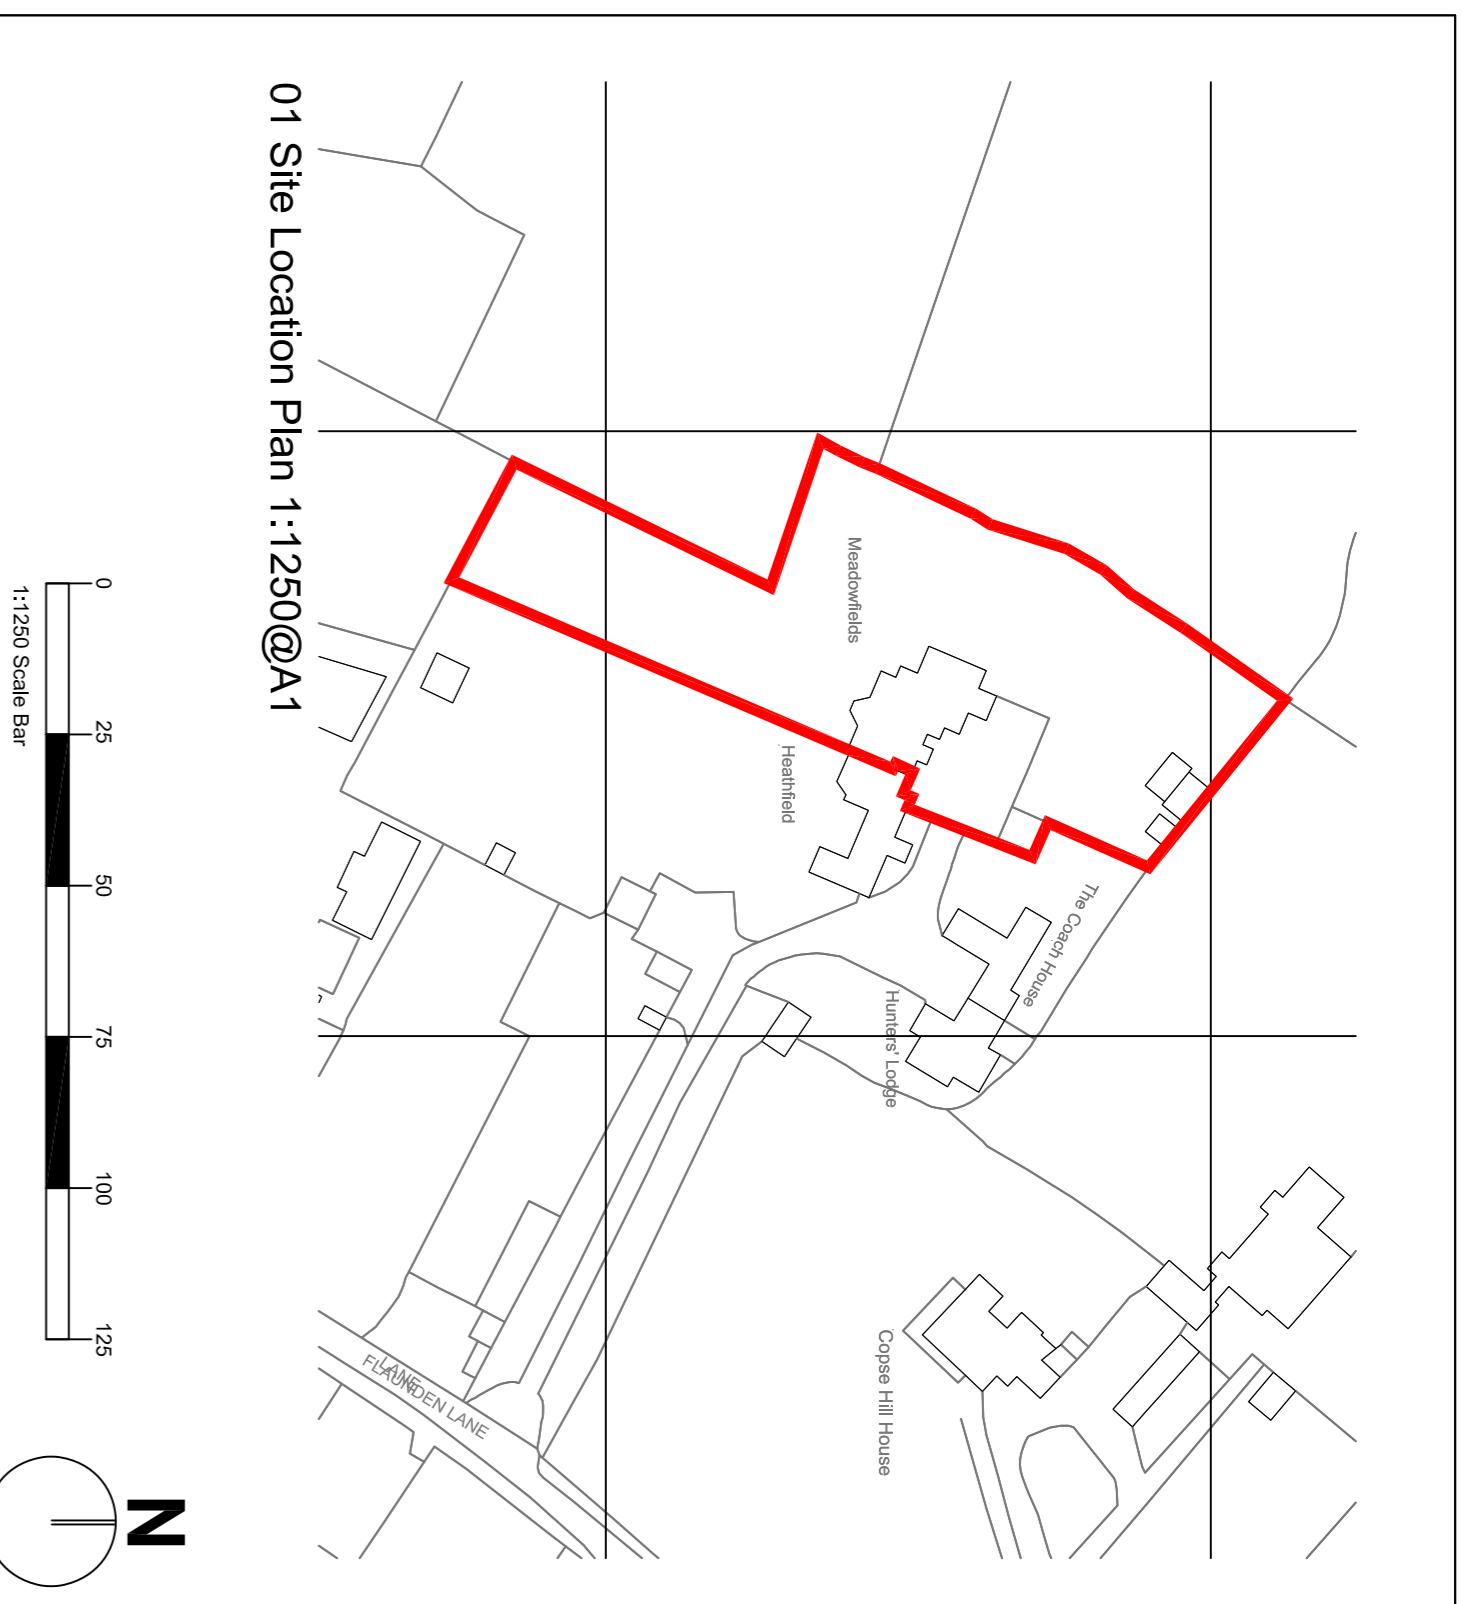 Meadowfields
Heathfield
The Coach House
Hunters' Lodge
Copse Hill House
LANE
FLAUNDEN LANE
01 Site Location Plan 1:1250@A1
0 25 50 75 100 125
1:1250 Scale Bar
N